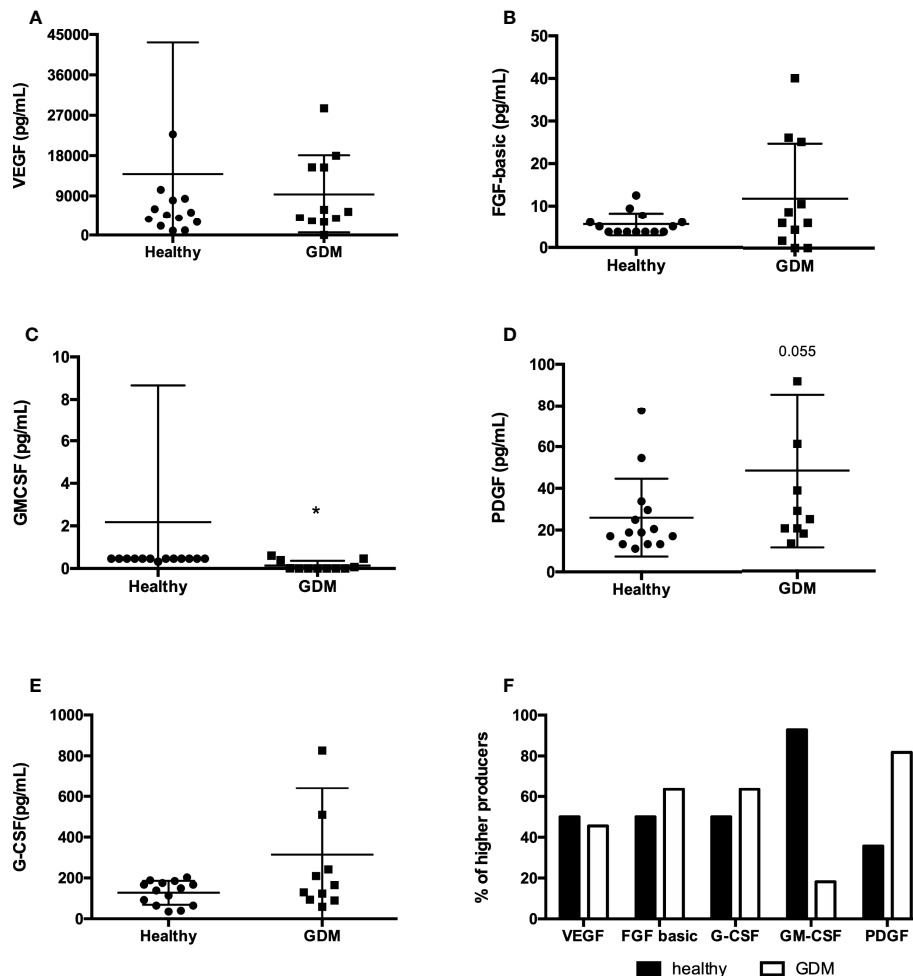 A
VEGF (pg/mL)
45000
36000
27000
18000
9000
0
Healthy
GDM
B
FGF-basic (pg/mL)
50
40
30
20
10
0
Healthy
GDM
C
GMCSF (pg/mL)
10
8
6
4
2
0
*
Healthy
GDM
D
PDGF (pg/mL)
100
80
60
40
20
0
0.055
Healthy
GDM
E
G-CSF(pg/mL)
1000
800
600
400
200
0
Healthy
GDM
F
% of higher producers
100
80
60
40
20
0
VEGF
FGF basic
G-CSF
GM-CSF
PDGF
healthy
GDM